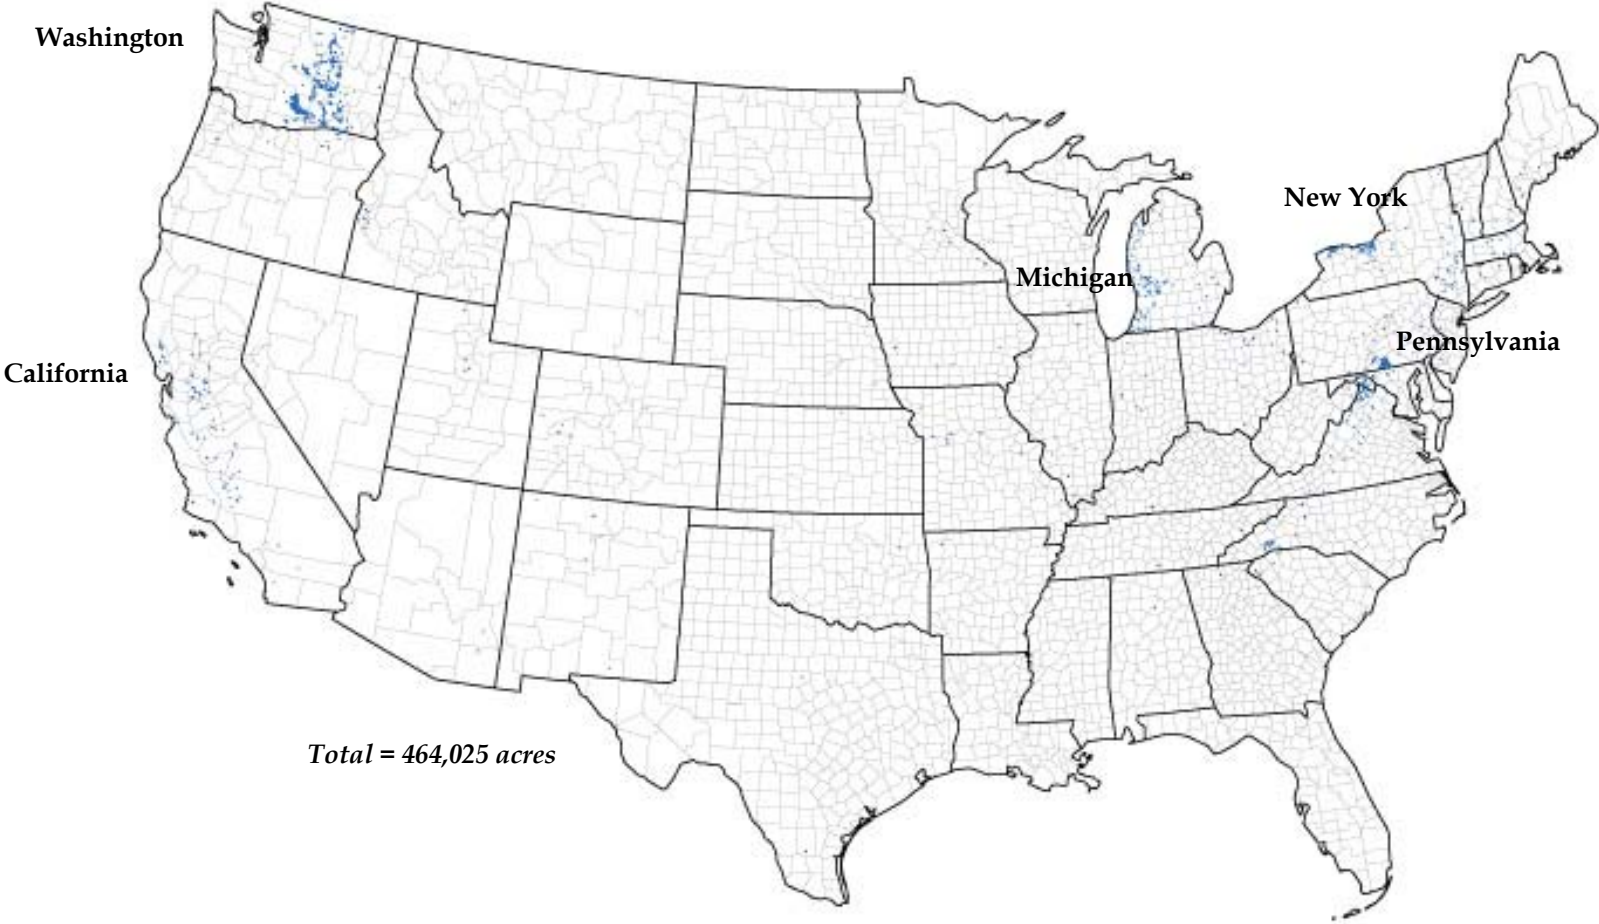 Washington
New York
Michigan
Pennsylvania
California
Total = 464,025 acres